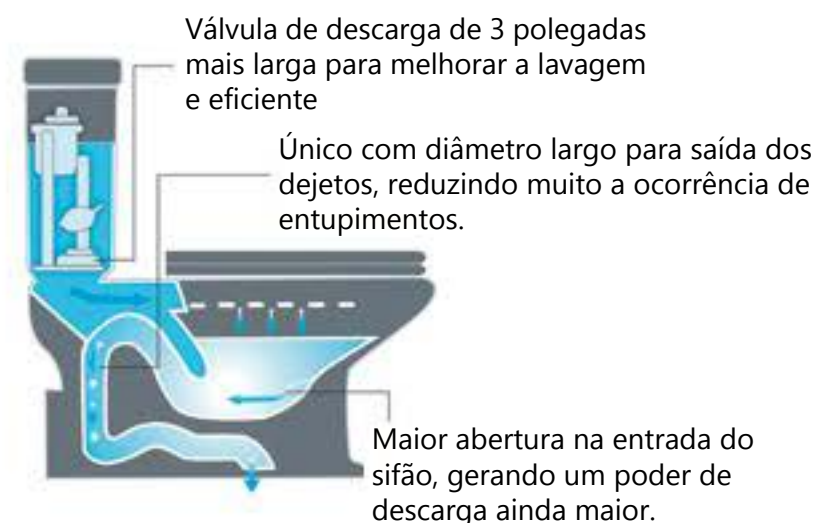 Válvula de descarga de 3 polegadas
mais larga para melhorar a lavagem
e eficiente
Único com diâmetro largo para saída dos
dejetos, reduzindo muito a ocorrência de
entupimentos.
Maior abertura na entrada do
sifão, gerando um poder de
descarga ainda maior.